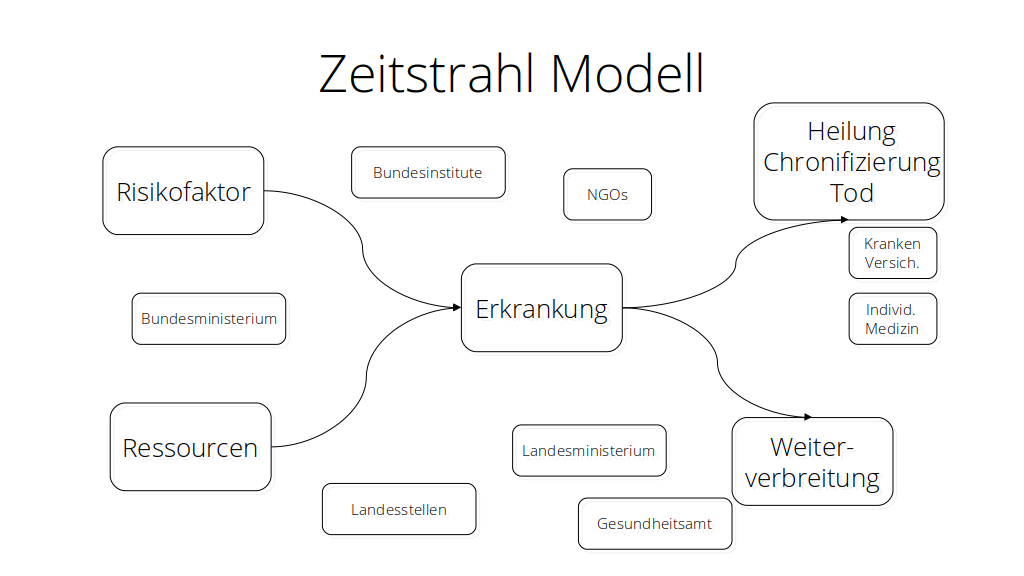 Zeitstrahl Modell
Heilung
Chronifizierung
Tod
Risikofaktor
Bundesinstitute
NGOs
Kranken
Versich.
Erkrankung
Bundesministerium
Individ.
Medizin
Ressourcen
Landesministerium
Weiter-
verbreitung
Landesstellen
Gesundheitsamt